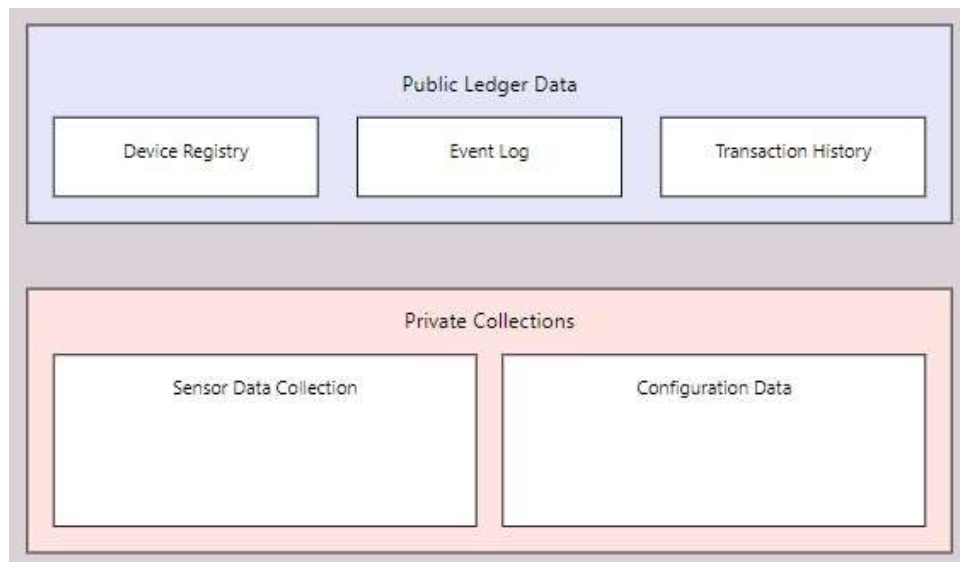 Public Ledger Data
Device Registry
Event Log
Transaction History
Private Collections
Sensor Data Collection
Configuration Data